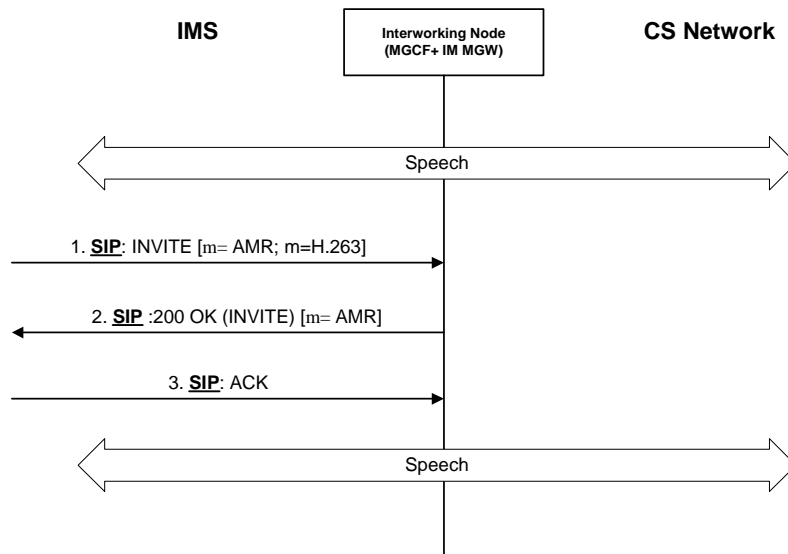 IMS
Interworking Node
(MGCF+ IM MGW)
CS Network
Speech
1. SIP: INVITE [m= AMR; m=H.263]
2. SIP :200 OK (INVITE) [m= AMR]
3. SIP: ACK
Speech